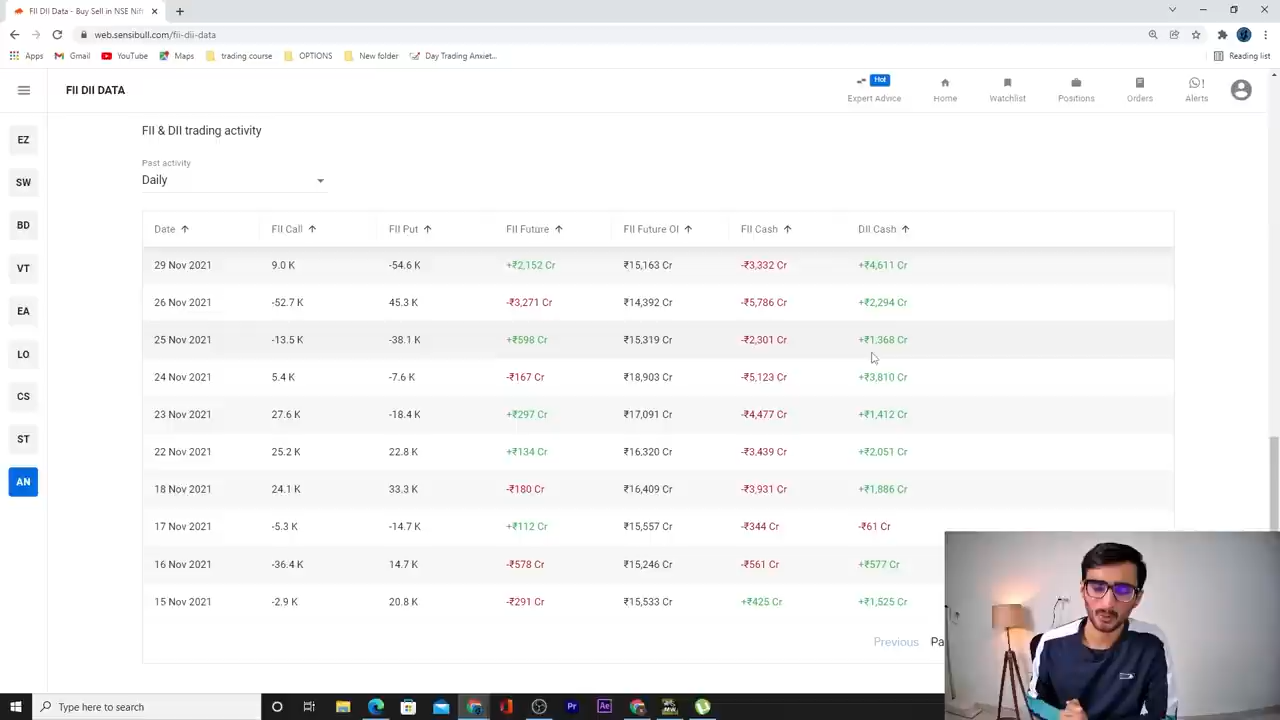 FII DII Data - Buy Sell in NSE Nif
web.sensibull.com/fii-dii-data
Apps Gmail YouTube Maps trading course OPTIONS New folder Day Trading Anxiet... Reading list
FII DII DATA
Hot
Expert Advice Home Watchlist Positions Orders Alerts
EZ
SW
BD
VT
EA
LO
CS
ST
AN
FII & DII trading activity
Past activity
Daily
Date FII Call FII Put FII Future FII Future OI FII Cash DII Cash
29 Nov 2021 9.0 K -54.6 K +₹2,152 Cr ₹15,163 Cr -₹3,332 Cr +₹4,611 Cr
26 Nov 2021 -52.7 K 45.3 K -₹3,271 Cr ₹14,392 Cr -₹5,786 Cr +₹2,294 Cr
25 Nov 2021 -13.5 K -38.1 K +₹598 Cr ₹15,319 Cr -₹2,301 Cr +₹1,368 Cr
24 Nov 2021 5.4 K -7.6 K -₹167 Cr ₹18,903 Cr -₹5,123 Cr +₹3,810 Cr
23 Nov 2021 27.6 K -18.4 K +₹297 Cr ₹17,091 Cr -₹4,477 Cr +₹1,412 Cr
22 Nov 2021 25.2 K 22.8 K +₹134 Cr ₹16,320 Cr -₹3,439 Cr +₹2,051 Cr
18 Nov 2021 24.1 K 33.3 K -₹180 Cr ₹16,409 Cr -₹3,931 Cr +₹1,886 Cr
17 Nov 2021 -5.3 K -14.7 K +₹112 Cr ₹15,557 Cr -₹344 Cr -₹61 Cr
16 Nov 2021 -36.4 K 14.7 K -₹578 Cr ₹15,246 Cr -₹561 Cr +₹577 Cr
15 Nov 2021 -2.9 K 20.8 K -₹291 Cr ₹15,533 Cr +₹425 Cr +₹1,525 Cr
Previous Pa
Type here to search